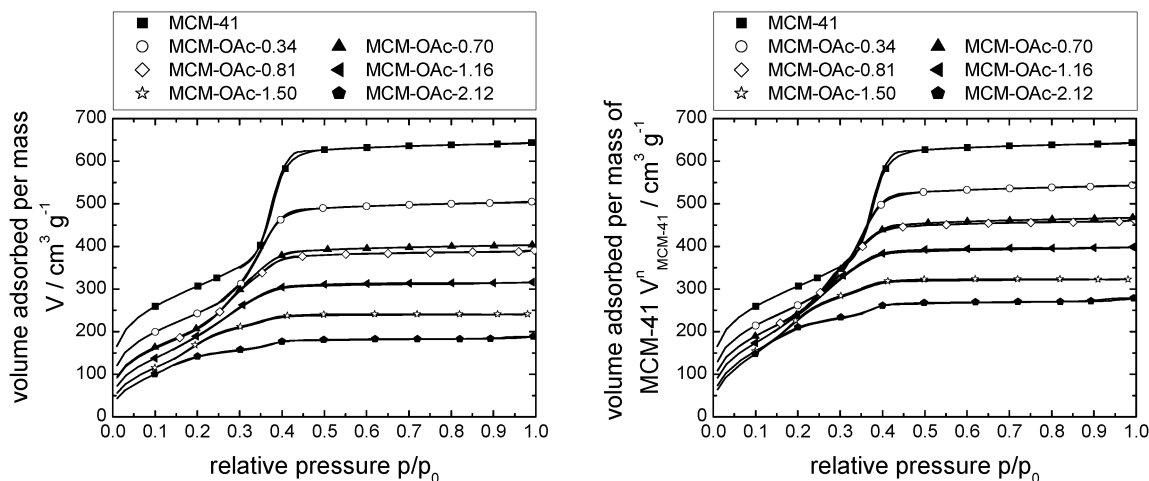 MCM-41
MCM-OAc-0.34 MCM-OAc-0.70
MCM-OAc-0.81 MCM-OAc-1.16
MCM-OAc-1.50 MCM-OAc-2.12
volume adsorbed per mass
V / cm³ g⁻¹
700
600
500
400
300
200
100
0
0.0 0.1 0.2 0.3 0.4 0.5 0.6 0.7 0.8 0.9 1.0
relative pressure p/p₀
MCM-41
MCM-OAc-0.34 MCM-OAc-0.70
MCM-OAc-0.81 MCM-OAc-1.16
MCM-OAc-1.50 MCM-OAc-2.12
volume adsorbed per mass of
MCM-41 Vⁿ MCM-41 / cm³ g⁻¹
700
600
500
400
300
200
100
0
0.0 0.1 0.2 0.3 0.4 0.5 0.6 0.7 0.8 0.9 1.0
relative pressure p/p₀